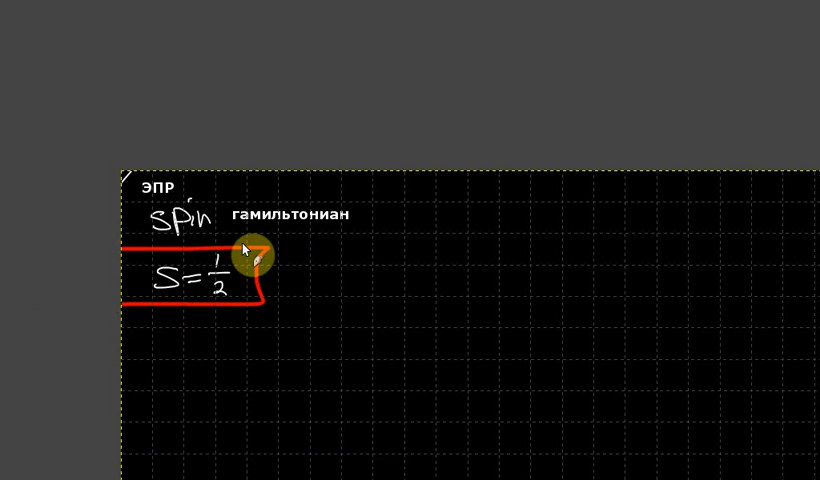 ЭПР
spin гамильтониан
S = 1/2